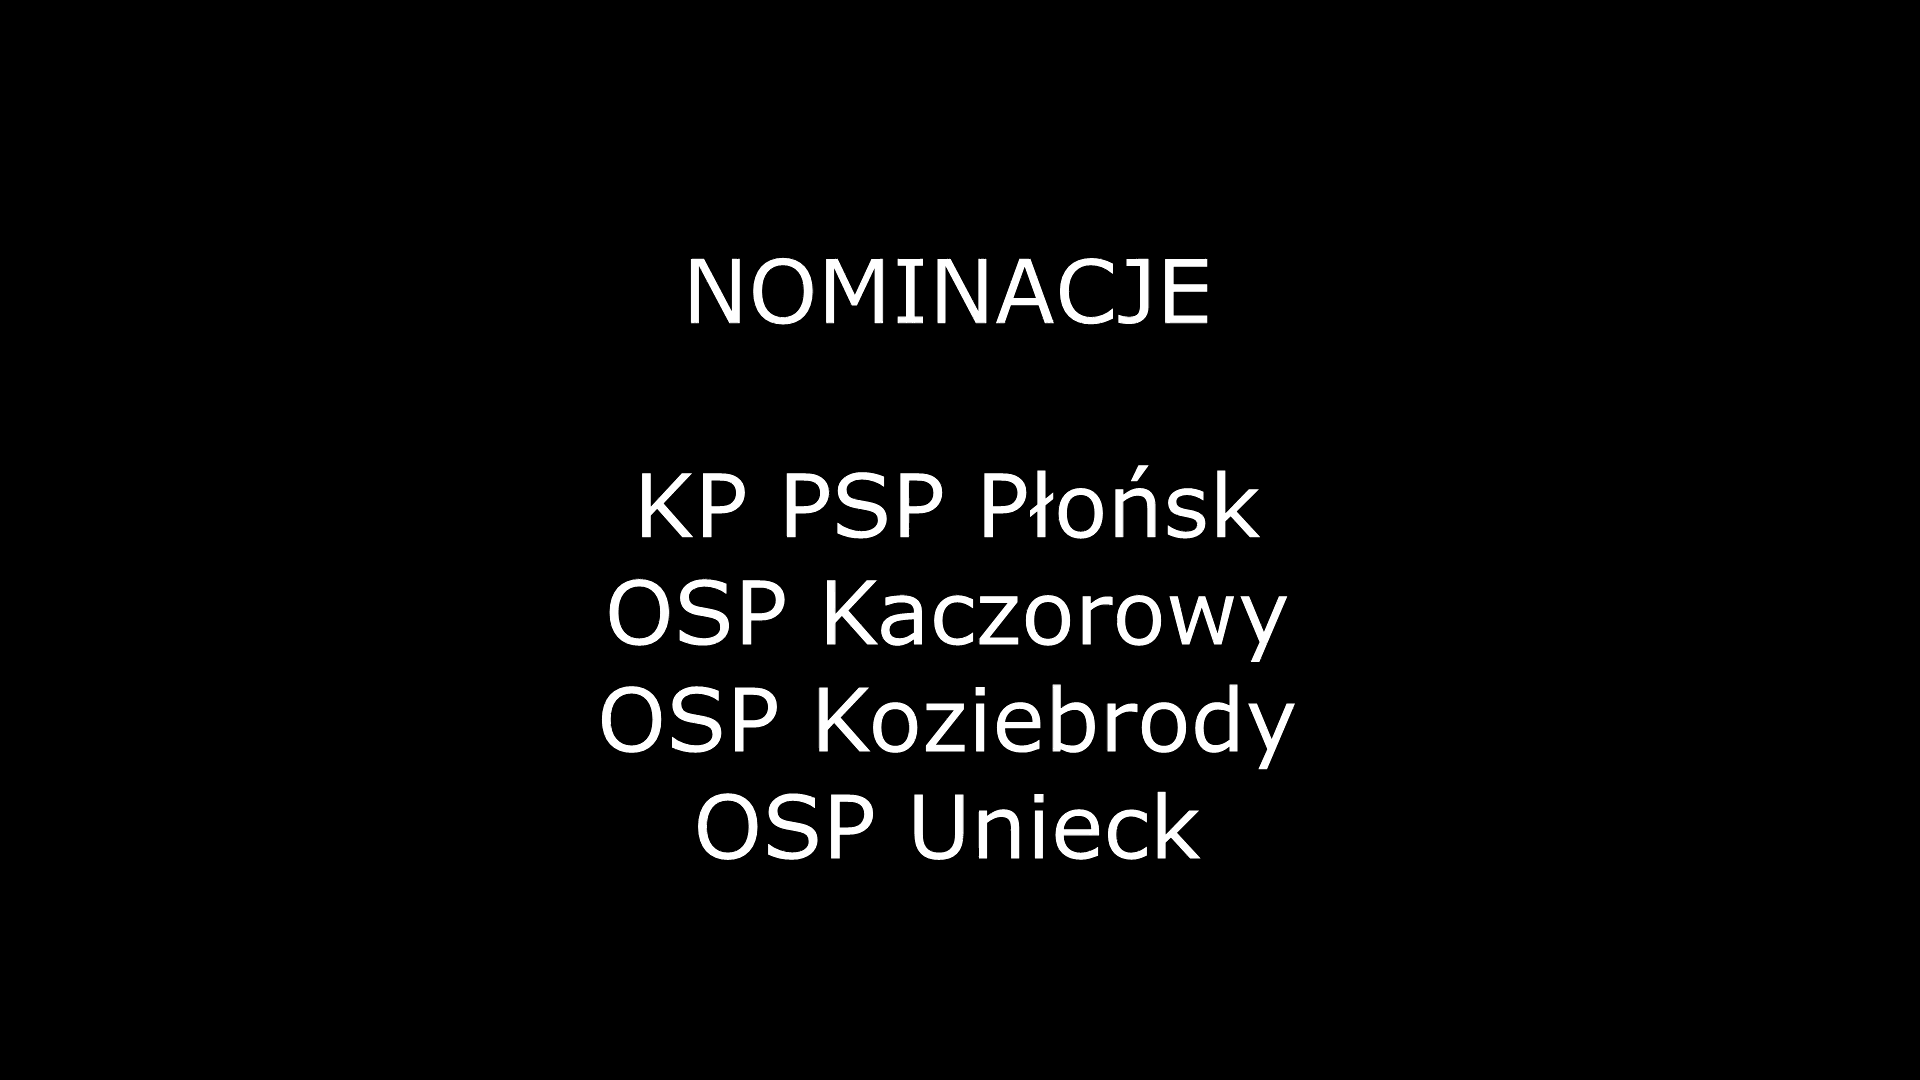 NOMINACJE
KP PSP Płońsk
OSP Kaczorowy
OSP Koziebrody
OSP Unieck